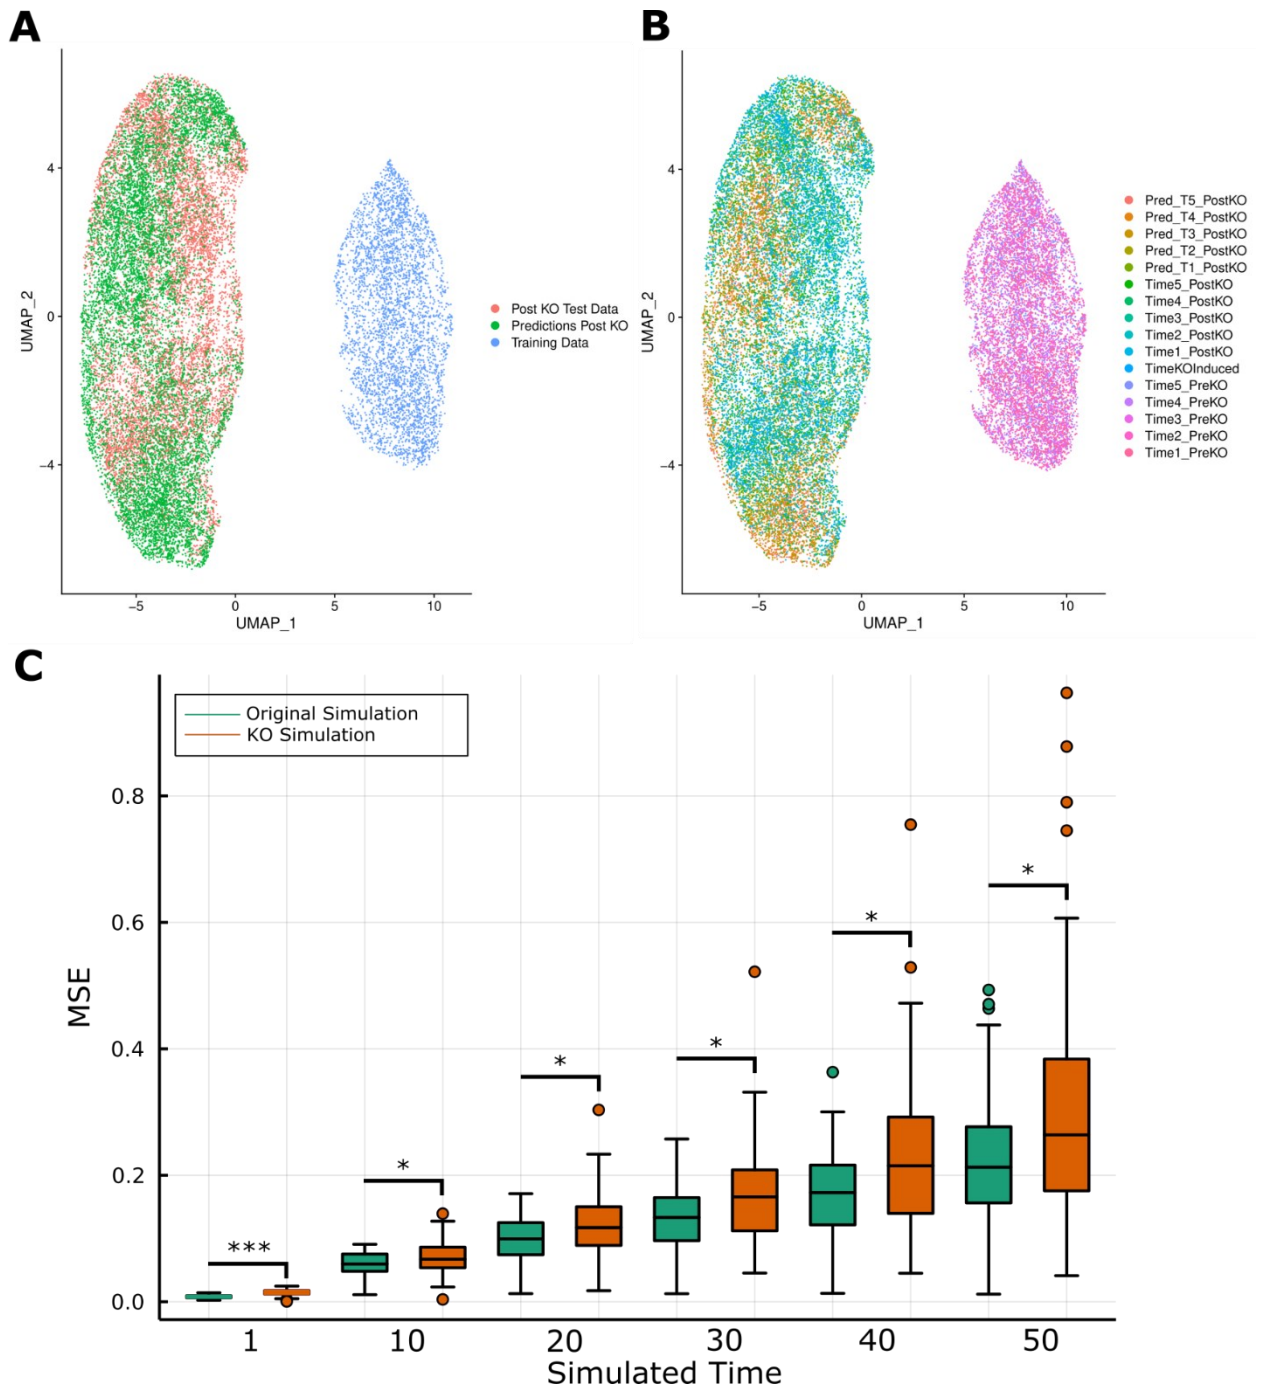 A
4
0
−4
UMAP_2
−5
0
5
10
UMAP_1
Post KO Test Data
Predictions Post KO
Training Data
B
4
0
−4
UMAP_2
−5
0
5
10
UMAP_1
Pred_T5_PostKO
Pred_T4_PostKO
Pred_T3_PostKO
Pred_T2_PostKO
Pred_T1_PostKO
Time5_PostKO
Time4_PostKO
Time3_PostKO
Time2_PostKO
Time1_PostKO
TimeKOInduced
Time5_PreKO
Time4_PreKO
Time3_PreKO
Time2_PreKO
Time1_PreKO
C
Original Simulation
KO Simulation
0.8
0.6
0.4
0.2
0.0
MSE
***
*
*
*
*
*
1 10 20 30 40 50
Simulated Time